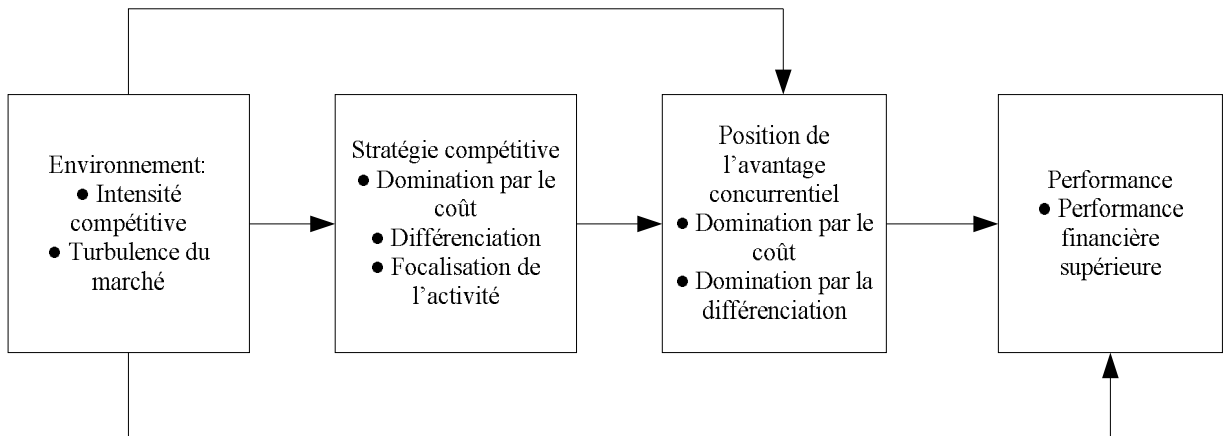 Environnement:
● Intensité
compétitive
● Turbulence du
marché
Stratégie compétitive
● Domination par le
coût
● Différenciation
● Focalisation de
l’activité
Position de
l’avantage
concurrentiel
● Domination par le
coût
● Domination par la
différenciation
Performance
● Performance
financière
supérieure